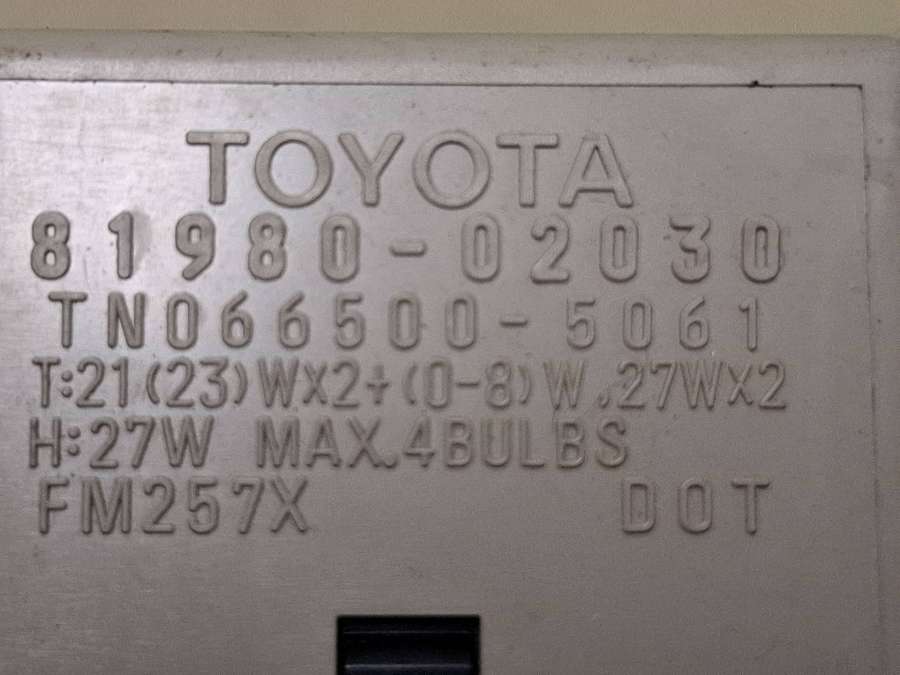 TOYOTA
81980-02030
TN066500-5061
T:21(23)WX2+(0-8)W,27WX2
H:27W MAX.4BULBS
FM257X DOT